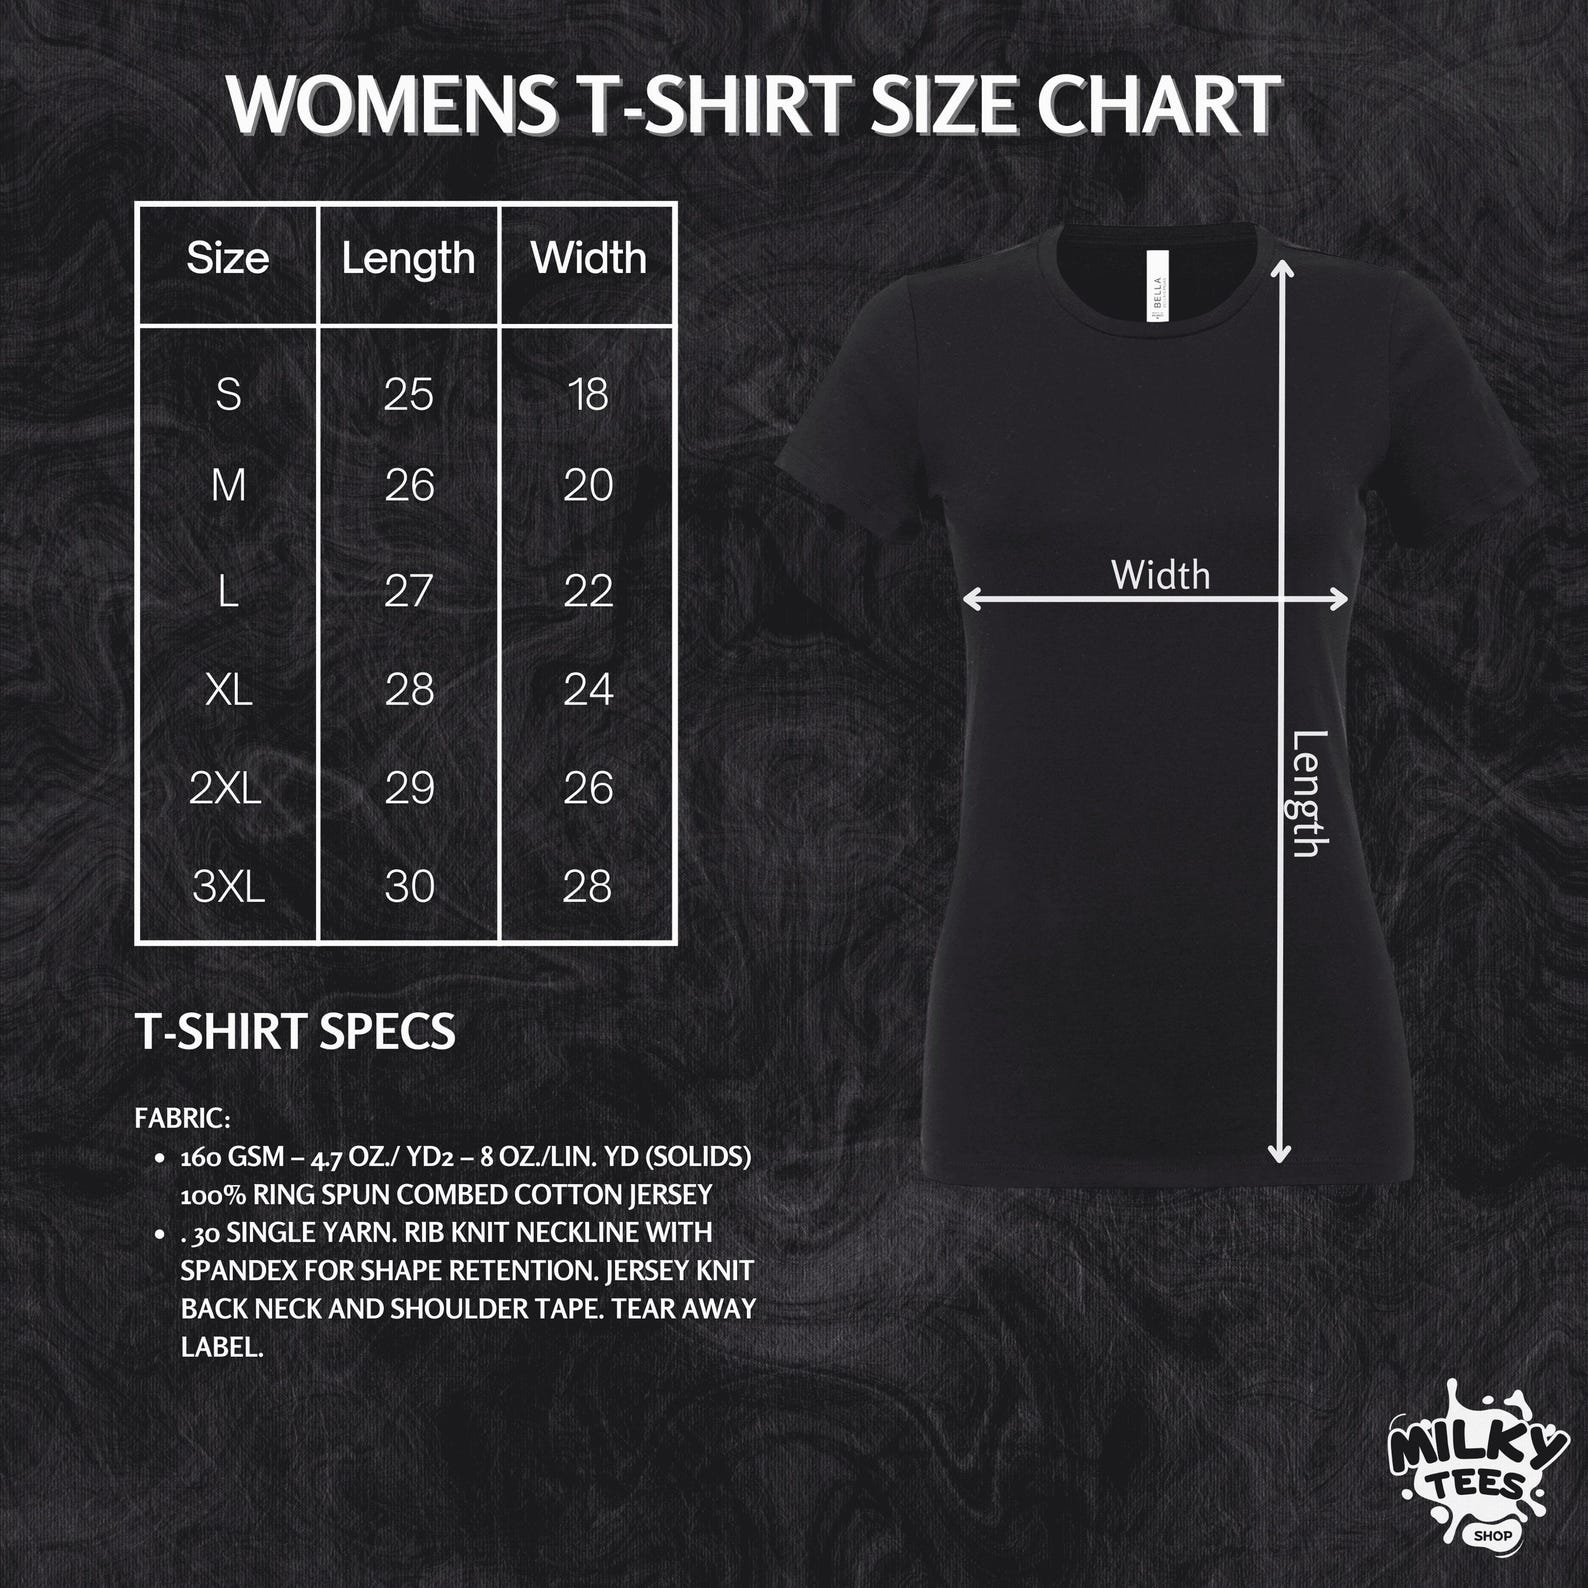 WOMENS T-SHIRT SIZE CHART
Size Length Width
S 25 18
M 26 20
L 27 22
XL 28 24
2XL 29 26
3XL 30 28
BELLA
Width
Length
T-SHIRT SPECS
FABRIC:
• 160 GSM – 4.7 OZ./ YD2 – 8 OZ./LIN. YD (SOLIDS)
100% RING SPUN COMBED COTTON JERSEY
• . 30 SINGLE YARN. RIB KNIT NECKLINE WITH
SPANDEX FOR SHAPE RETENTION. JERSEY KNIT
BACK NECK AND SHOULDER TAPE. TEAR AWAY
LABEL.
MILKY
TEES
SHOP